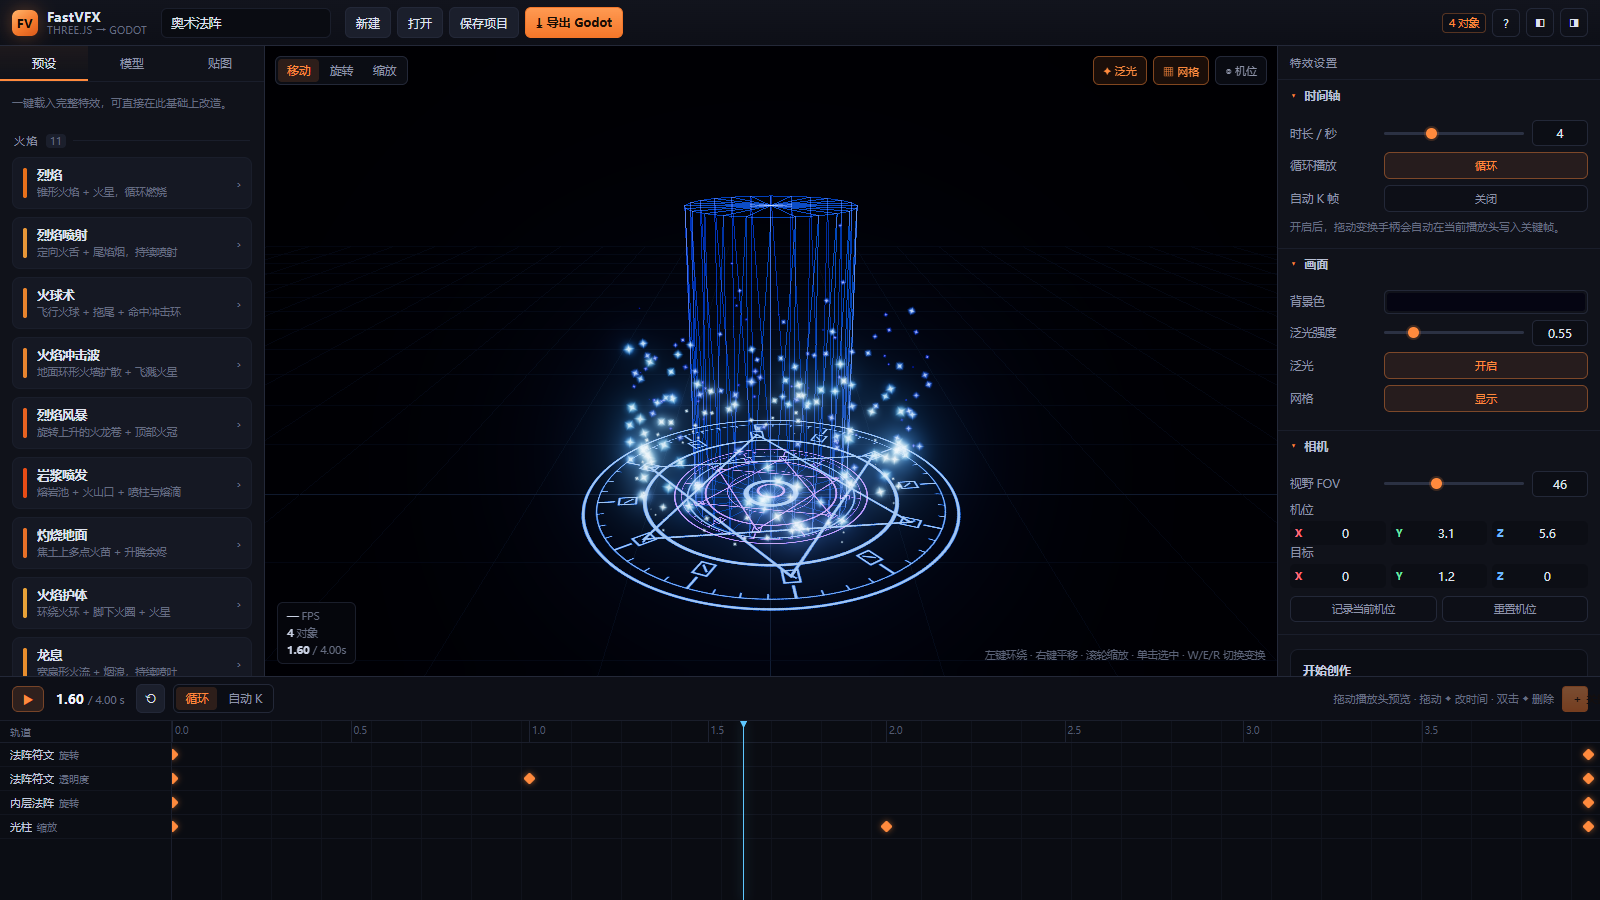 FV
FastVFX
THREE.JS → GODOT
奥术法阵
新建
打开
保存项目
⤓ 导出 Godot
4 对象
?
预设
模型
贴图
一键载入完整特效，可直接在此基础上改造。
火焰 11
烈焰
锥形火焰 + 火星，循环燃烧
烈焰喷射
定向火舌 + 尾焰烟，持续喷射
火球术
飞行火球 + 拖尾 + 命中冲击环
火焰冲击波
地面环形火墙扩散 + 飞溅火星
烈焰风暴
旋转上升的火龙卷 + 顶部火冠
岩浆喷发
熔岩池 + 火山口 + 喷柱与熔滴
灼烧地面
焦土上多点火苗 + 升腾余烬
火焰护体
环绕火环 + 脚下火圈 + 火星
龙息
宽扇形火流 + 烟浪，持续喷吐
移动
旋转
缩放
✦ 泛光
▦ 网格
机位
— FPS
4 对象
1.60 / 4.00s
左键环绕 · 右键平移 · 滚轮缩放 · 单击选中 · W/E/R 切换变换
特效设置
时间轴
时长 / 秒
4
循环播放
循环
自动 K 帧
关闭
开启后，拖动变换手柄会自动在当前播放头写入关键帧。
画面
背景色
泛光强度
0.55
泛光
开启
网格
显示
相机
视野 FOV
46
机位
X 0 Y 3.1 Z 5.6
目标
X 0 Y 1.2 Z 0
记录当前机位
重置机位
开始创作
▶
1.60 / 4.00 s
循环
自动 K
拖动播放头预览 · 拖动 ◆ 改时间 · 双击 ◆ 删除
+
轨道
0.0 0.5 1.0 1.5 2.0 2.5 3.0 3.5
法阵符文 旋转
法阵符文 透明度
内层法阵 旋转
光柱 缩放